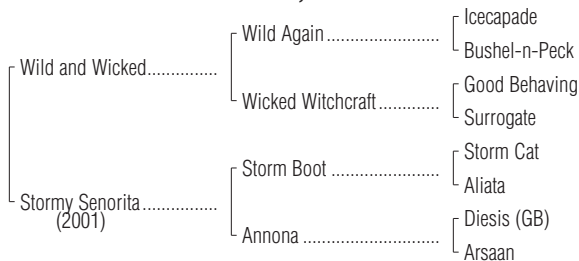 Icecapade
Wild Again
Bushel-n-Peck
Wild and Wicked
Good Behaving
Wicked Witchcraft
Surrogate
Storm Cat
Storm Boot
Aliata
Stormy Senorita
(2001)
Diesis (GB)
Annona
Arsaan